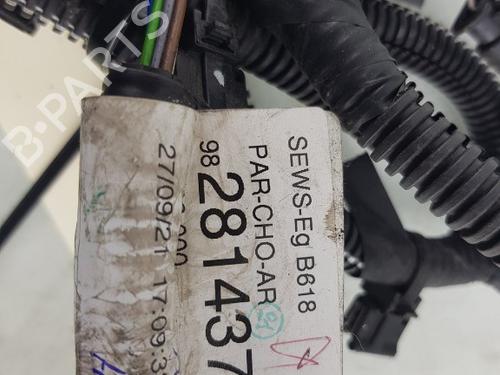 B-PARTS
SEWS-Eg B618
PAR-CHO-AR
98 281437
27/09/21 17:09:3